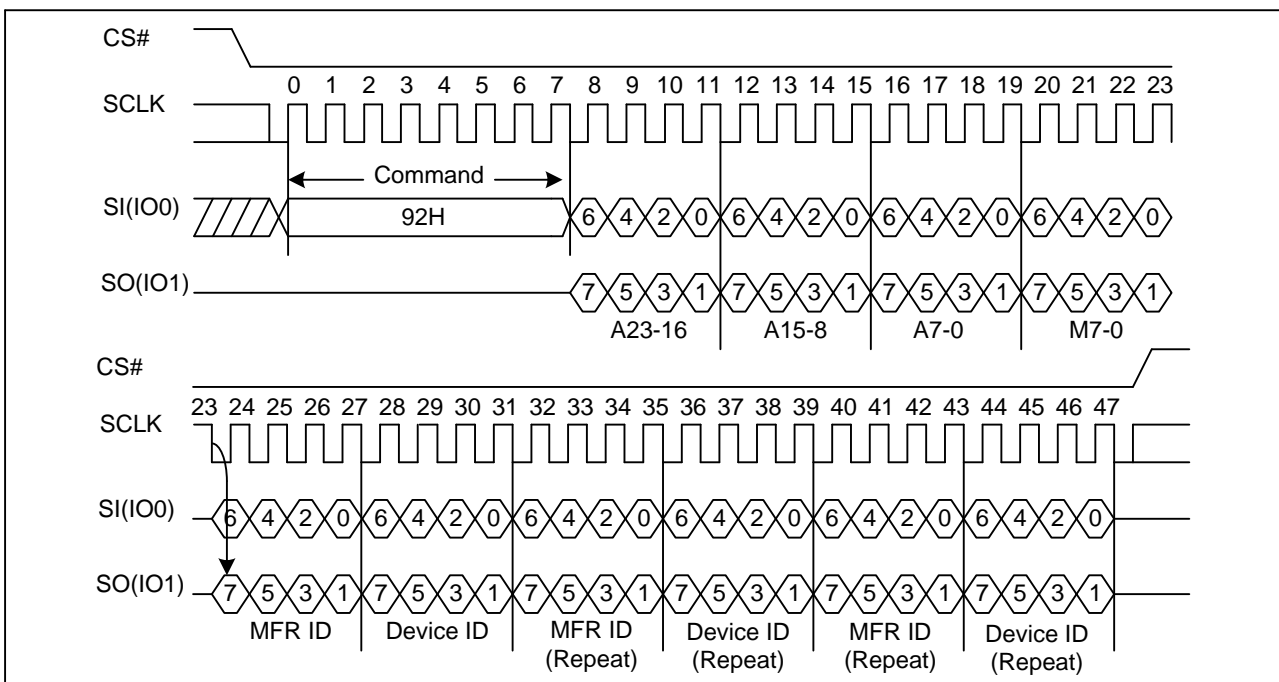 CS#
0 1 2 3 4 5 6 7 8 9 10 11 12 13 14 15 16 17 18 19 20 21 22 23
SCLK
Command
SI(IO0) 92H 6 4 2 0 6 4 2 0 6 4 2 0 6 4 2 0
SO(IO1) 7 5 3 1 7 5 3 1 7 5 3 1 7 5 3 1
A23-16 A15-8 A7-0 M7-0
CS#
23 24 25 26 27 28 29 30 31 32 33 34 35 36 37 38 39 40 41 42 43 44 45 46 47
SCLK
SI(IO0) 6 4 2 0 6 4 2 0 6 4 2 0 6 4 2 0 6 4 2 0 6 4 2 0
SO(IO1) 7 5 3 1 7 5 3 1 7 5 3 1 7 5 3 1 7 5 3 1 7 5 3 1
MFR ID Device ID MFR ID Device ID MFR ID Device ID
(Repeat) (Repeat) (Repeat) (Repeat)